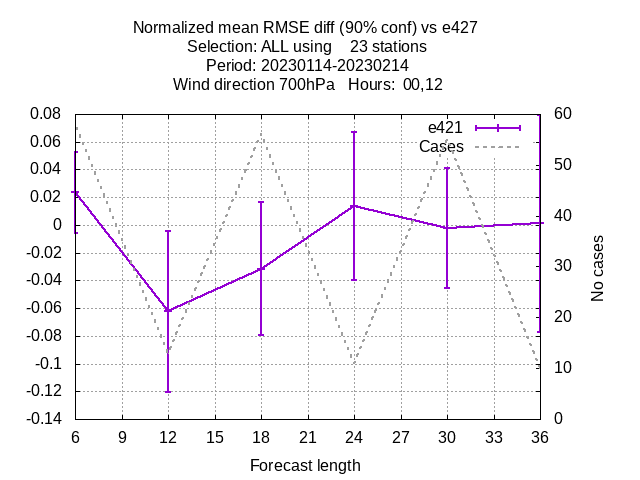 Normalized mean RMSE diff (90% conf) vs e427
Selection: ALL using    23 stations
Period: 20230114-20230214
Wind direction 700hPa   Hours:  00,12
e421
Cases
0.08
0.06
0.04
0.02
0
-0.02
-0.04
-0.06
-0.08
-0.1
-0.12
-0.14
60
50
40
30
20
10
0
No cases
6 9 12 15 18 21 24 27 30 33 36
Forecast length